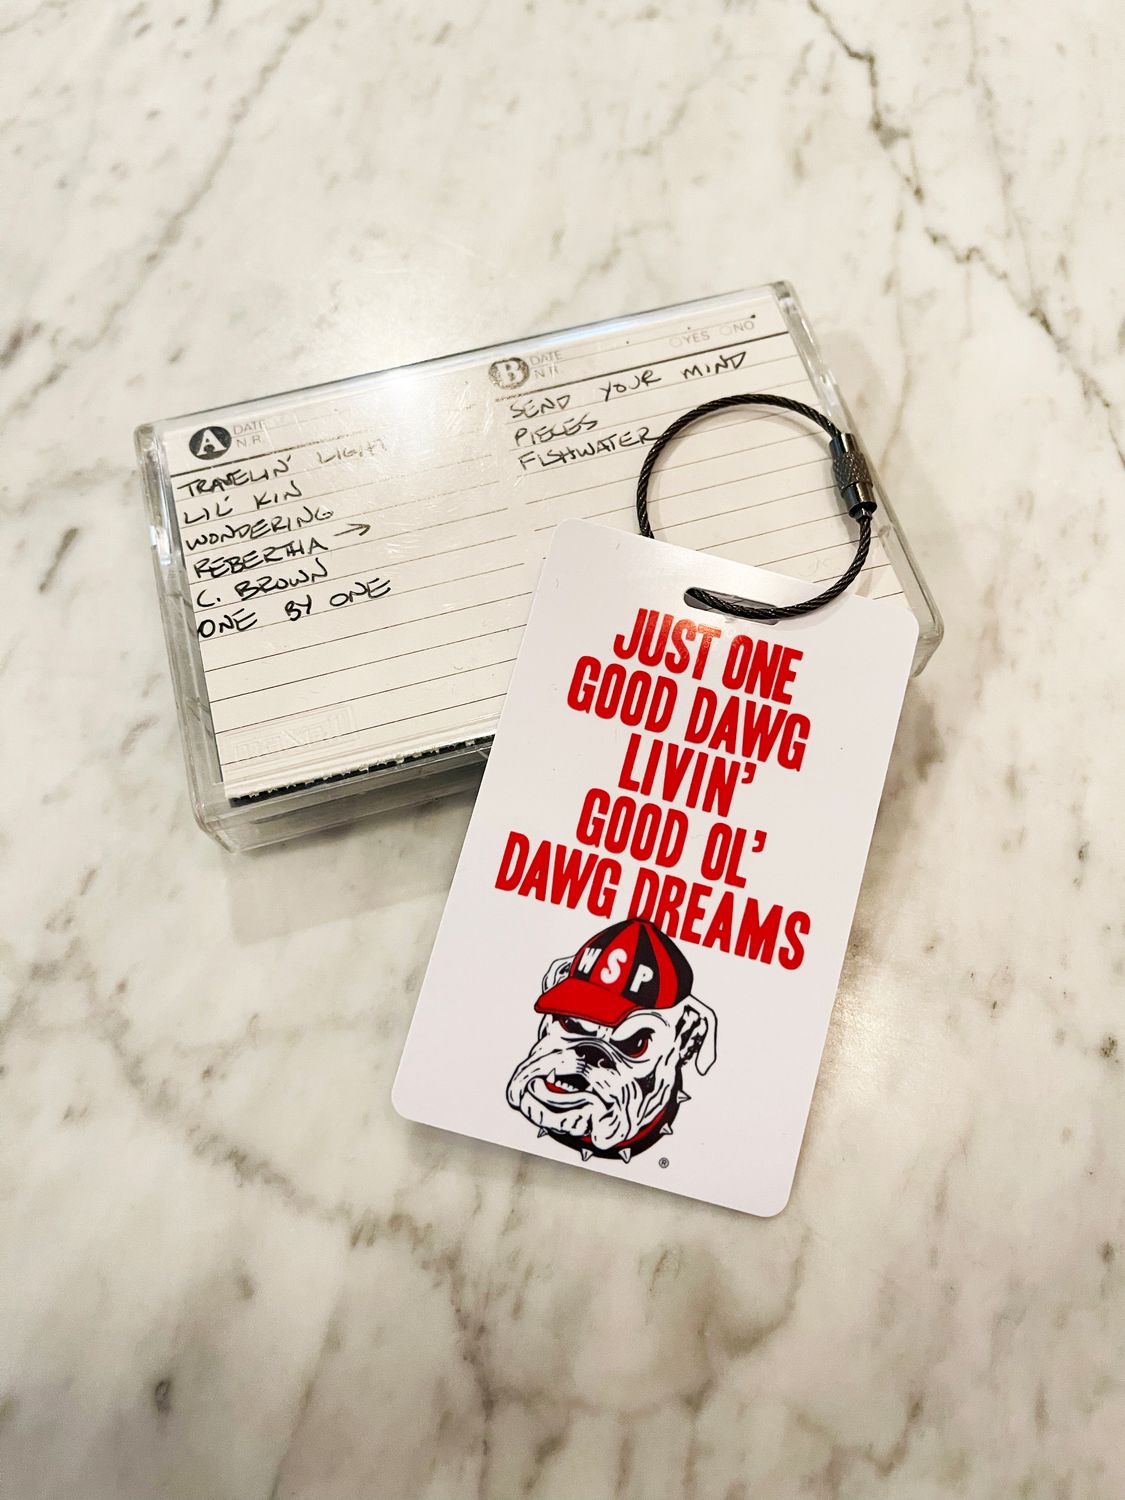 A DATE
N.R.
TRAVELIN' LIGHT
LIL' KIN
WONDERING
REBERTHA →
C. BROWN
ONE BY ONE
maxell
B DATE
N.R.
YES NO
SEND YOUR MIND
PIECES
FISHWATER
JUST ONE
GOOD DAWG
LIVIN'
GOOD OL'
DAWG DREAMS
WSP
®